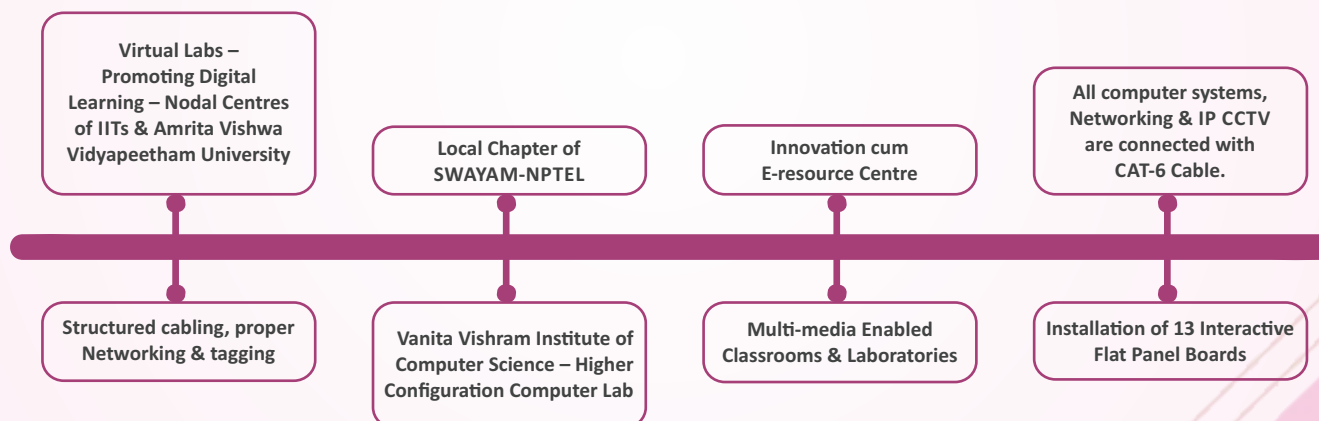 Virtual Labs –
Promoting Digital
Learning – Nodal Centres
of IITs & Amrita Vishwa
Vidyapeetham University
Local Chapter of
SWAYAM-NPTEL
Innovation cum
E-resource Centre
All computer systems,
Networking & IP CCTV
are connected with
CAT-6 Cable.
Structured cabling, proper
Networking & tagging
Vanita Vishram Institute of
Computer Science – Higher
Configuration Computer Lab
Multi-media Enabled
Classrooms & Laboratories
Installation of 13 Interactive
Flat Panel Boards